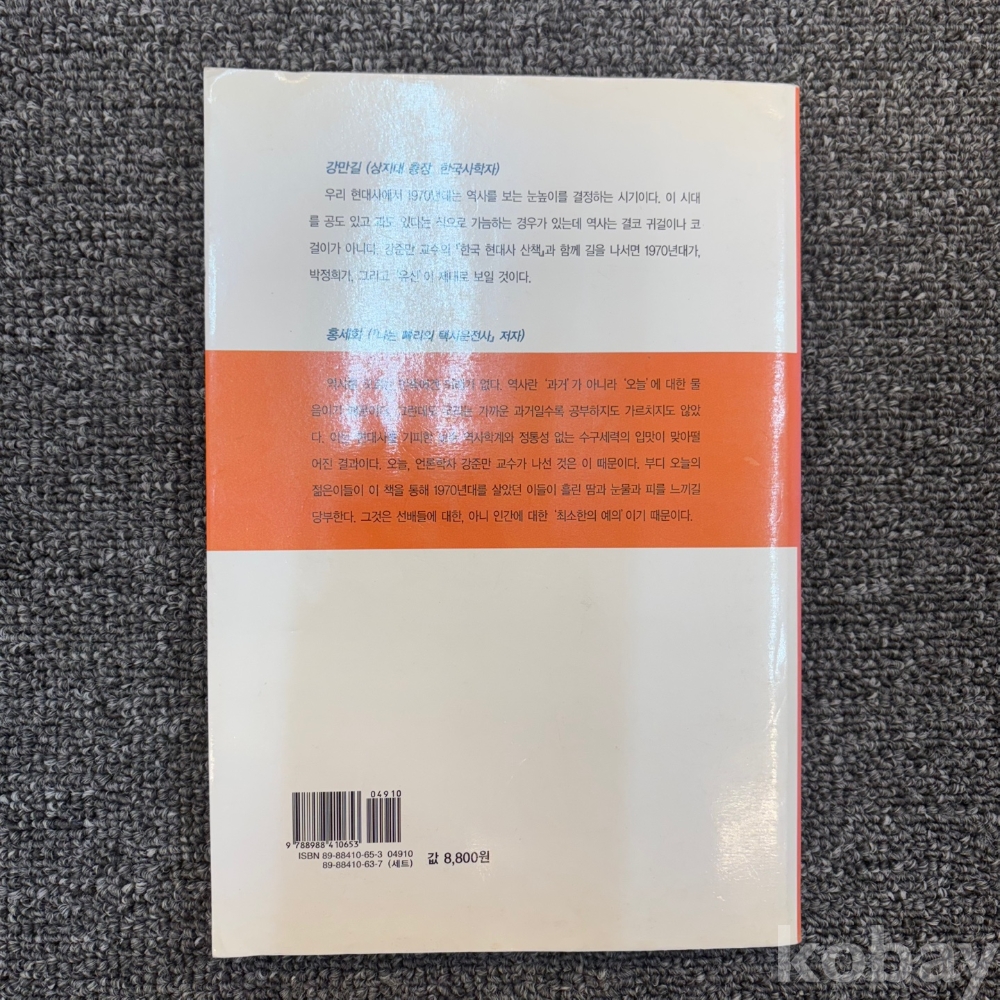 강만길 (상지대 총장, 한국사학자)
우리 현대사에서 1970년대는 역사를 보는 눈높이를 결정하는 시기이다. 이 시대
를 공도 있고 과도 있다는 식으로 가늠하는 경우가 있는데 역사는 결코 귀걸이나 코
걸이가 아니다. 강준만 교수의 『한국 현대사 산책』과 함께 길을 나서면 1970년대가,
박정희가, 그리고 '유신'이 제대로 보일 것이다.
홍세화 (『나는 빠리의 택시운전사』 저자)
없다. 역사란 '과거'가 아니라 '오늘'에 대한 물
가까운 과거일수록 공부하지도 가르치지도 않았
다. 현대사를 기피한 역사학계와 정통성 없는 수구세력의 입맛이 맞아떨
어진 결과이다. 오늘, 언론학사 강준만 교수가 나선 것은 이 때문이다. 부디 오늘의
젊은이들이 이 책을 통해 1970년대를 살았던 이들이 흘린 땀과 눈물과 피를 느끼길
당부한다. 그것은 선배들에 대한, 아니 인간에 대한 '최소한의 예의'이기 때문이다.
04910
9 788988 410653
ISBN 89-88410-65-3 04910
89-88410-63-7 (세트)
값 8,800원
kobay